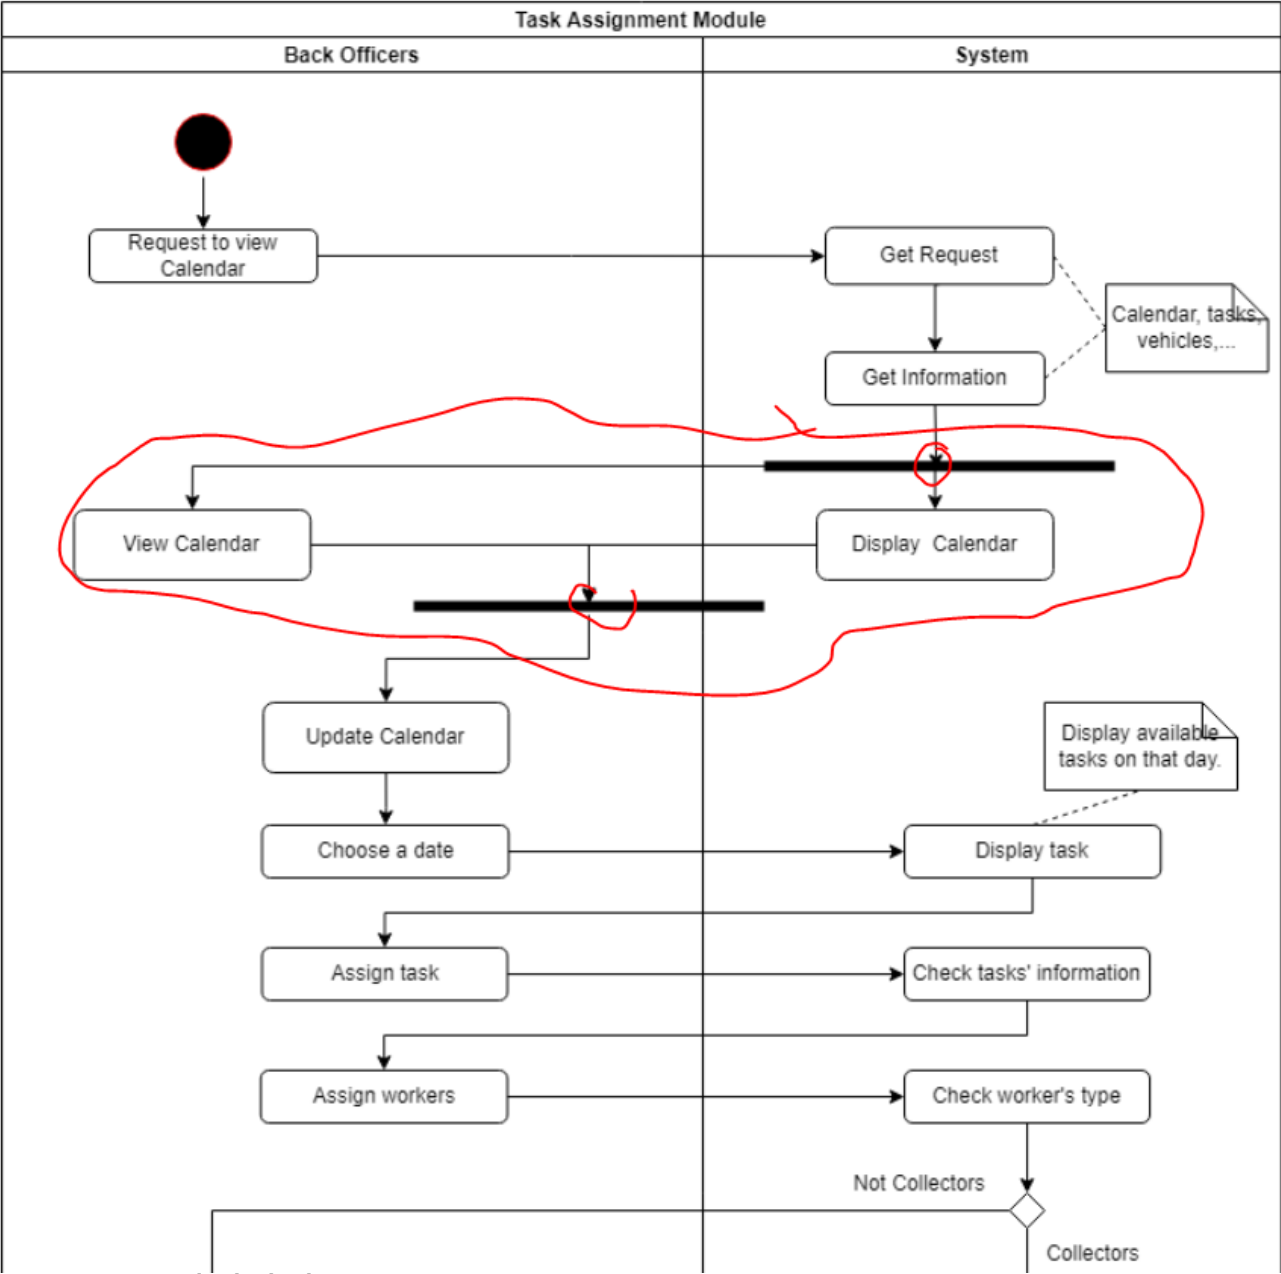 Task Assignment Module
Back Officers
System
Request to view
Calendar
Get Request
Calendar, tasks,
vehicles,...
Get Information
View Calendar
Display Calendar
Update Calendar
Display available
tasks on that day.
Choose a date
Display task
Assign task
Check tasks' information
Assign workers
Check worker's type
Not Collectors
Collectors